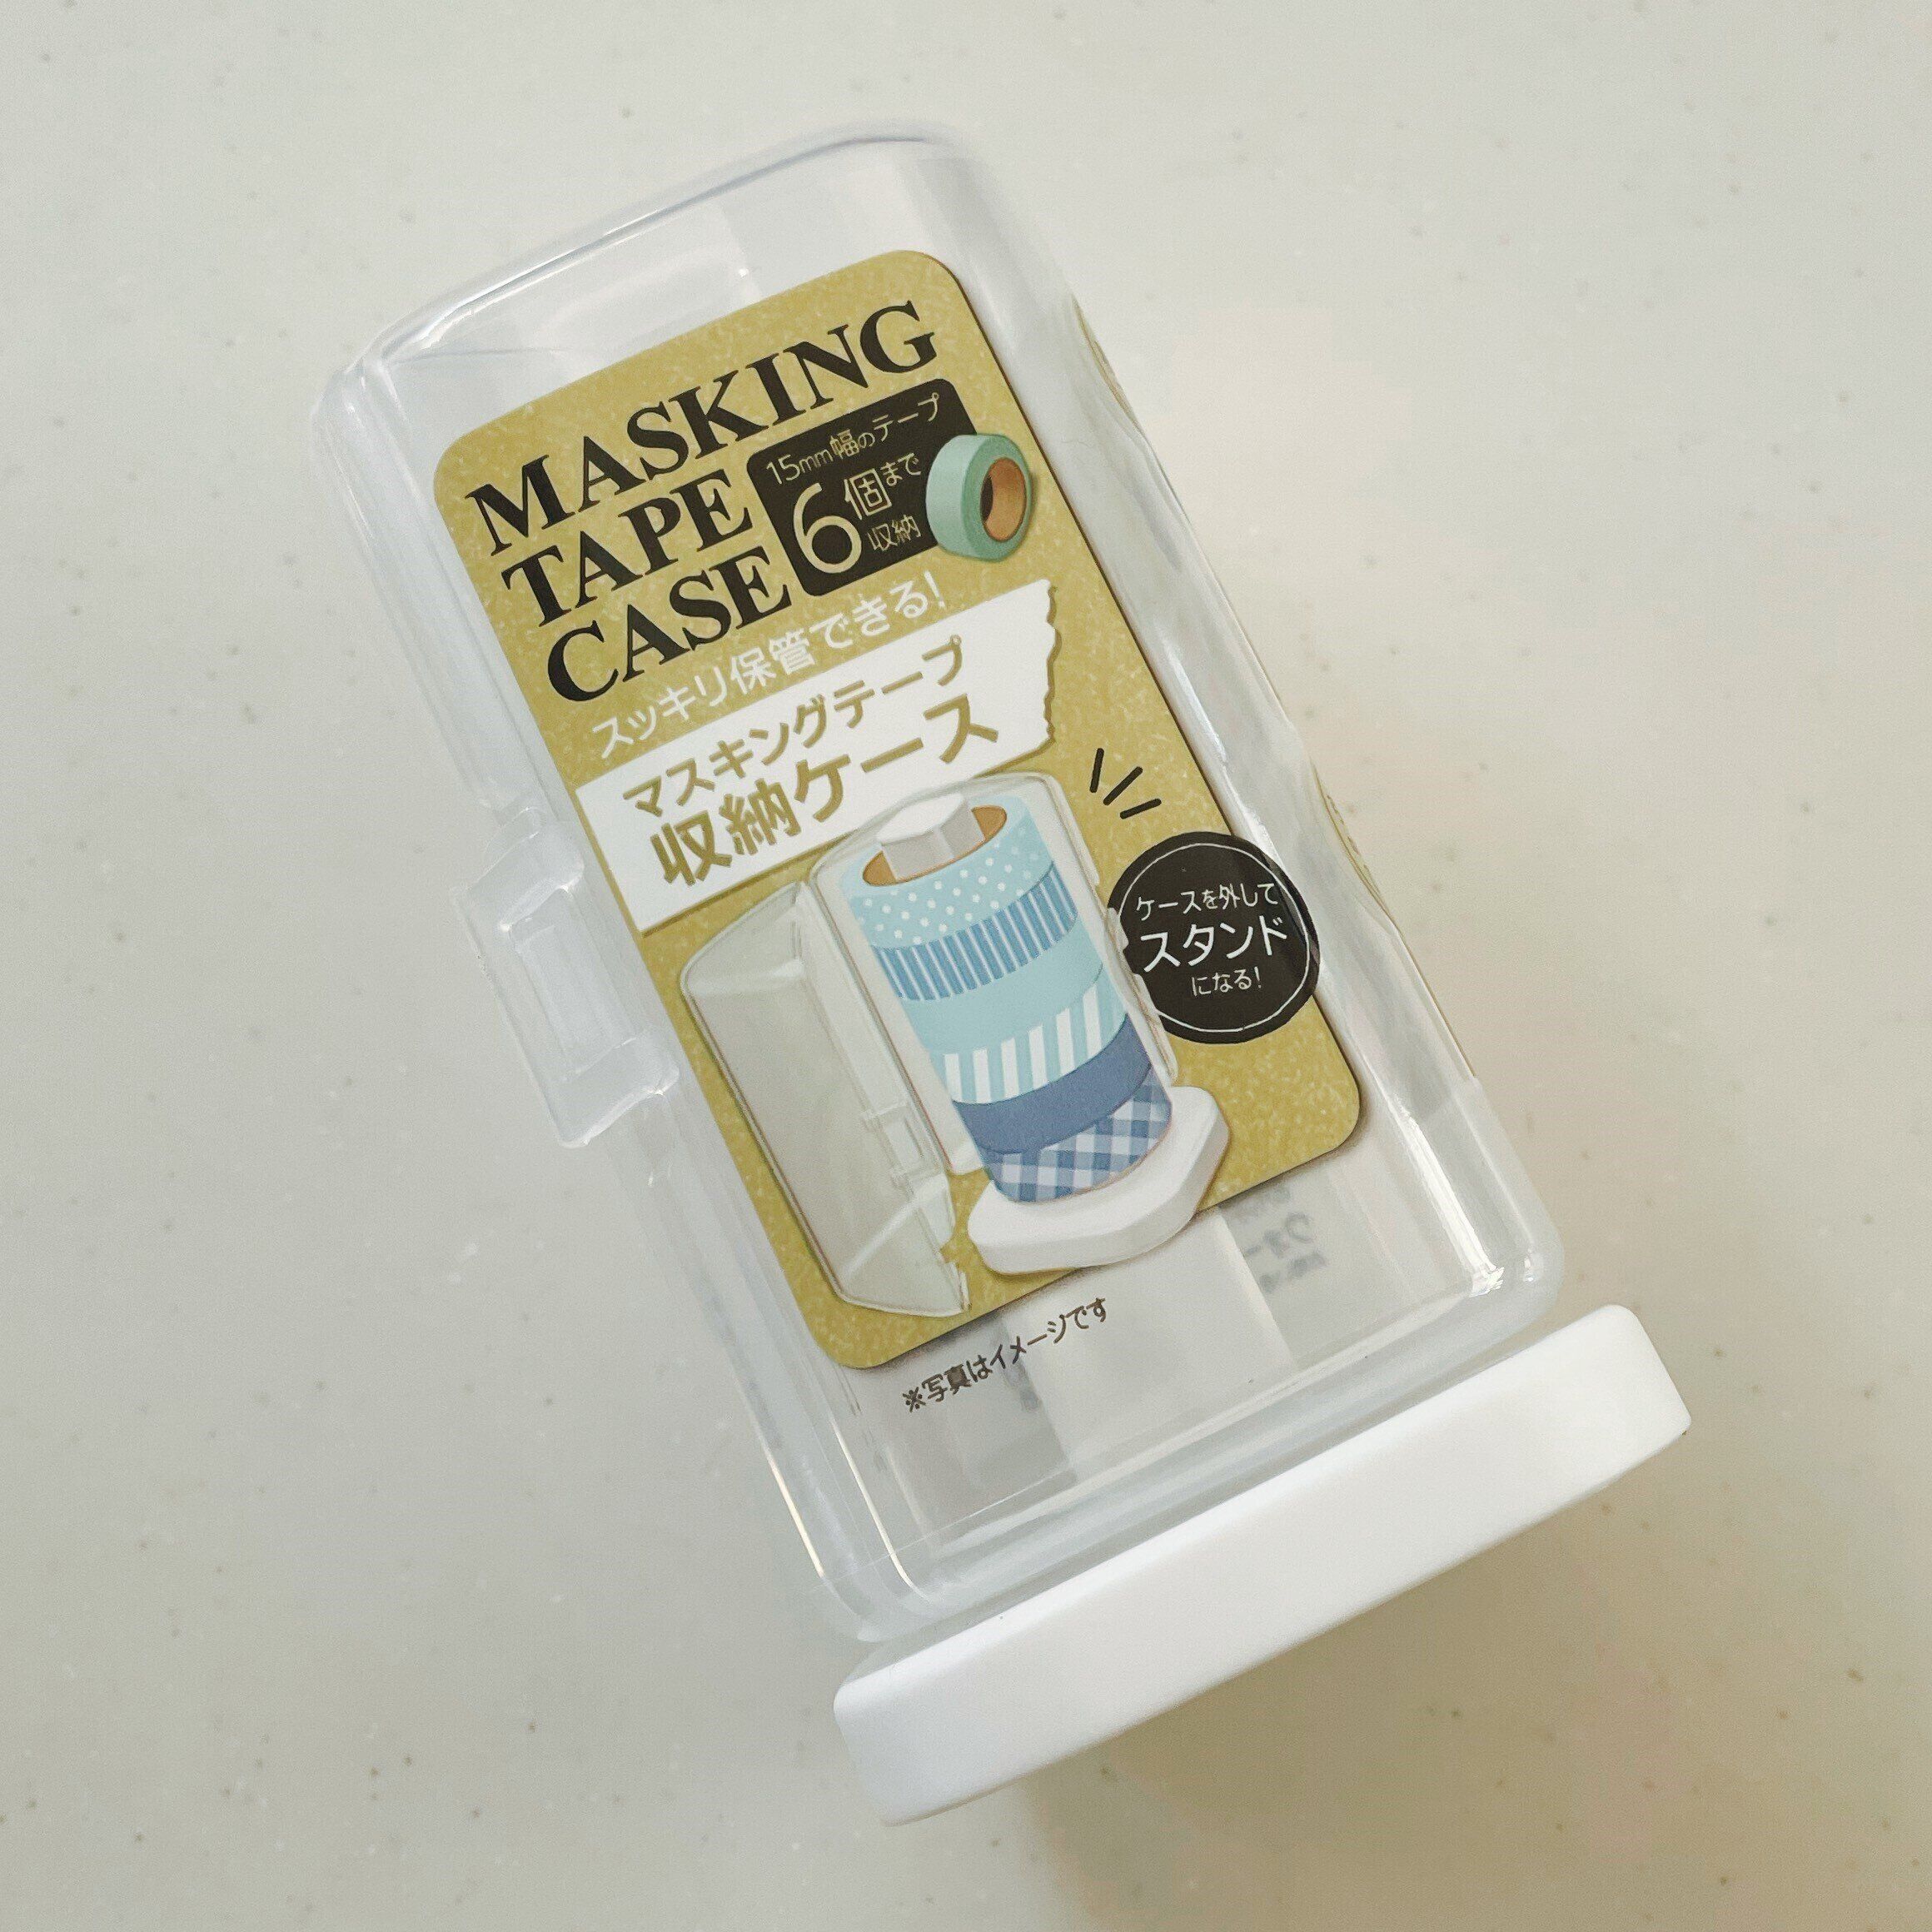 MASKING
TAPE
CASE
15mm幅のテープ
6個まで
収納
スッキリ保管できる!
マスキングテープ
収納ケース
ケースを外して
スタンド
になる!
※写真はイメージです